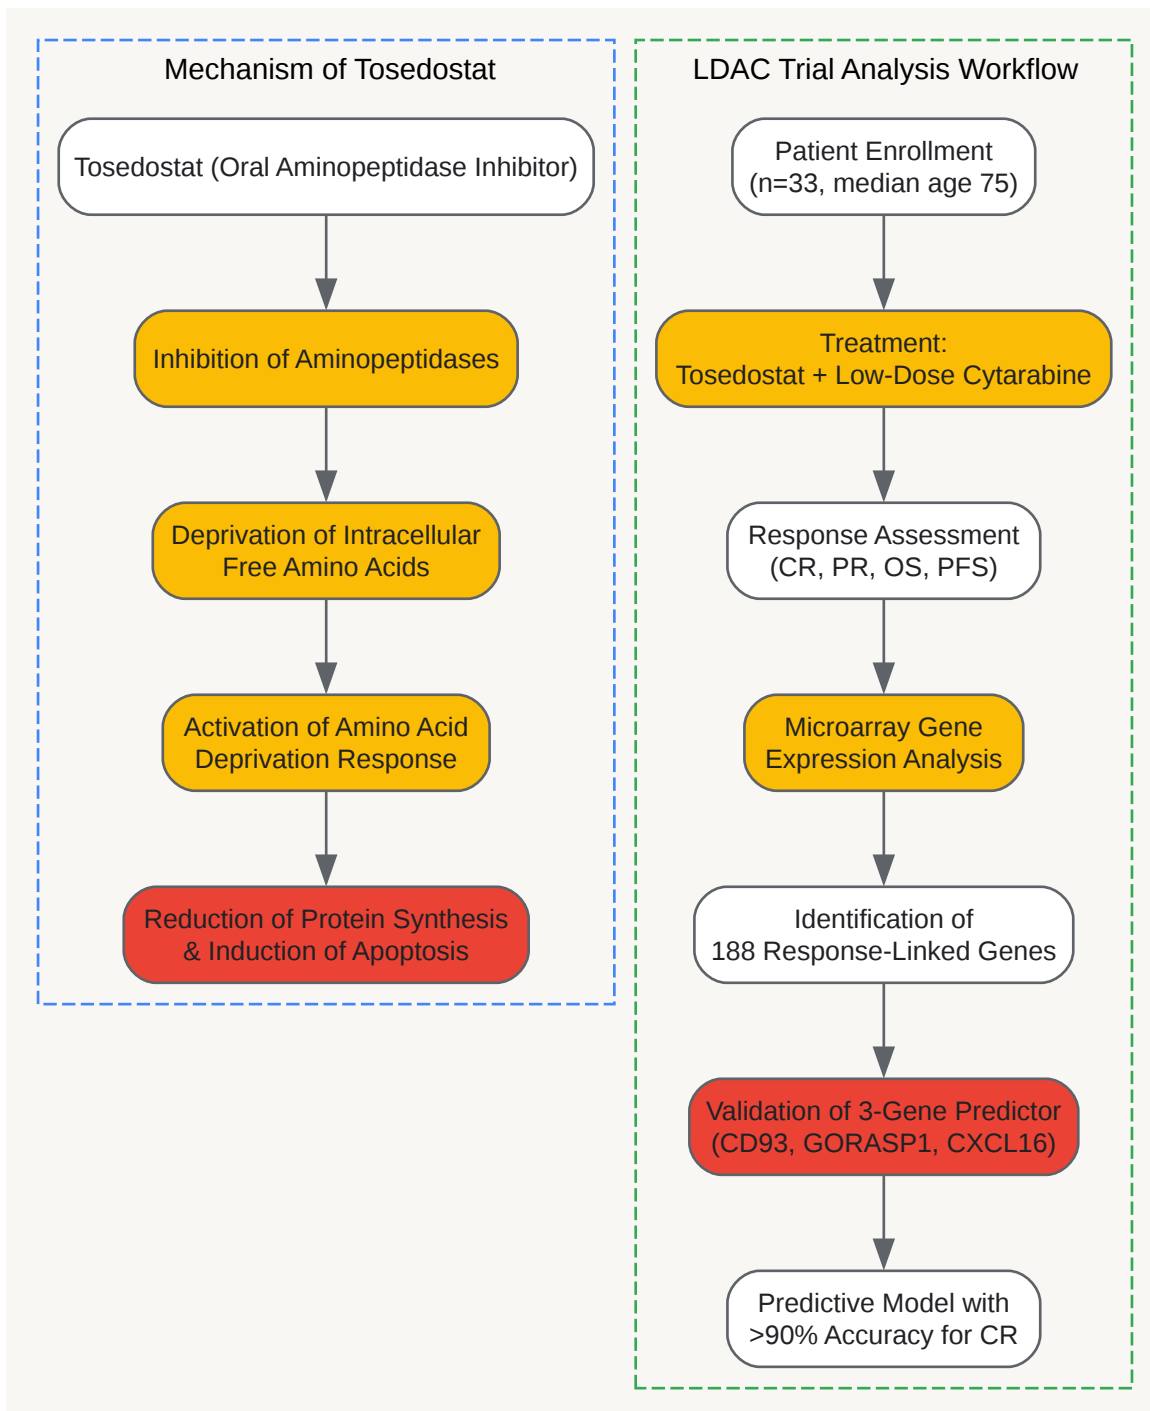 Mechanism of Tosedostat
Tosedostat (Oral Aminopeptidase Inhibitor)
Inhibition of Aminopeptidases
Deprivation of Intracellular
Free Amino Acids
Activation of Amino Acid
Deprivation Response
Reduction of Protein Synthesis
& Induction of Apoptosis
LDAC Trial Analysis Workflow
Patient Enrollment
(n=33, median age 75)
Treatment:
Tosedostat + Low-Dose Cytarabine
Response Assessment
(CR, PR, OS, PFS)
Microarray Gene
Expression Analysis
Identification of
188 Response-Linked Genes
Validation of 3-Gene Predictor
(CD93, GORASP1, CXCL16)
Predictive Model with
>90% Accuracy for CR